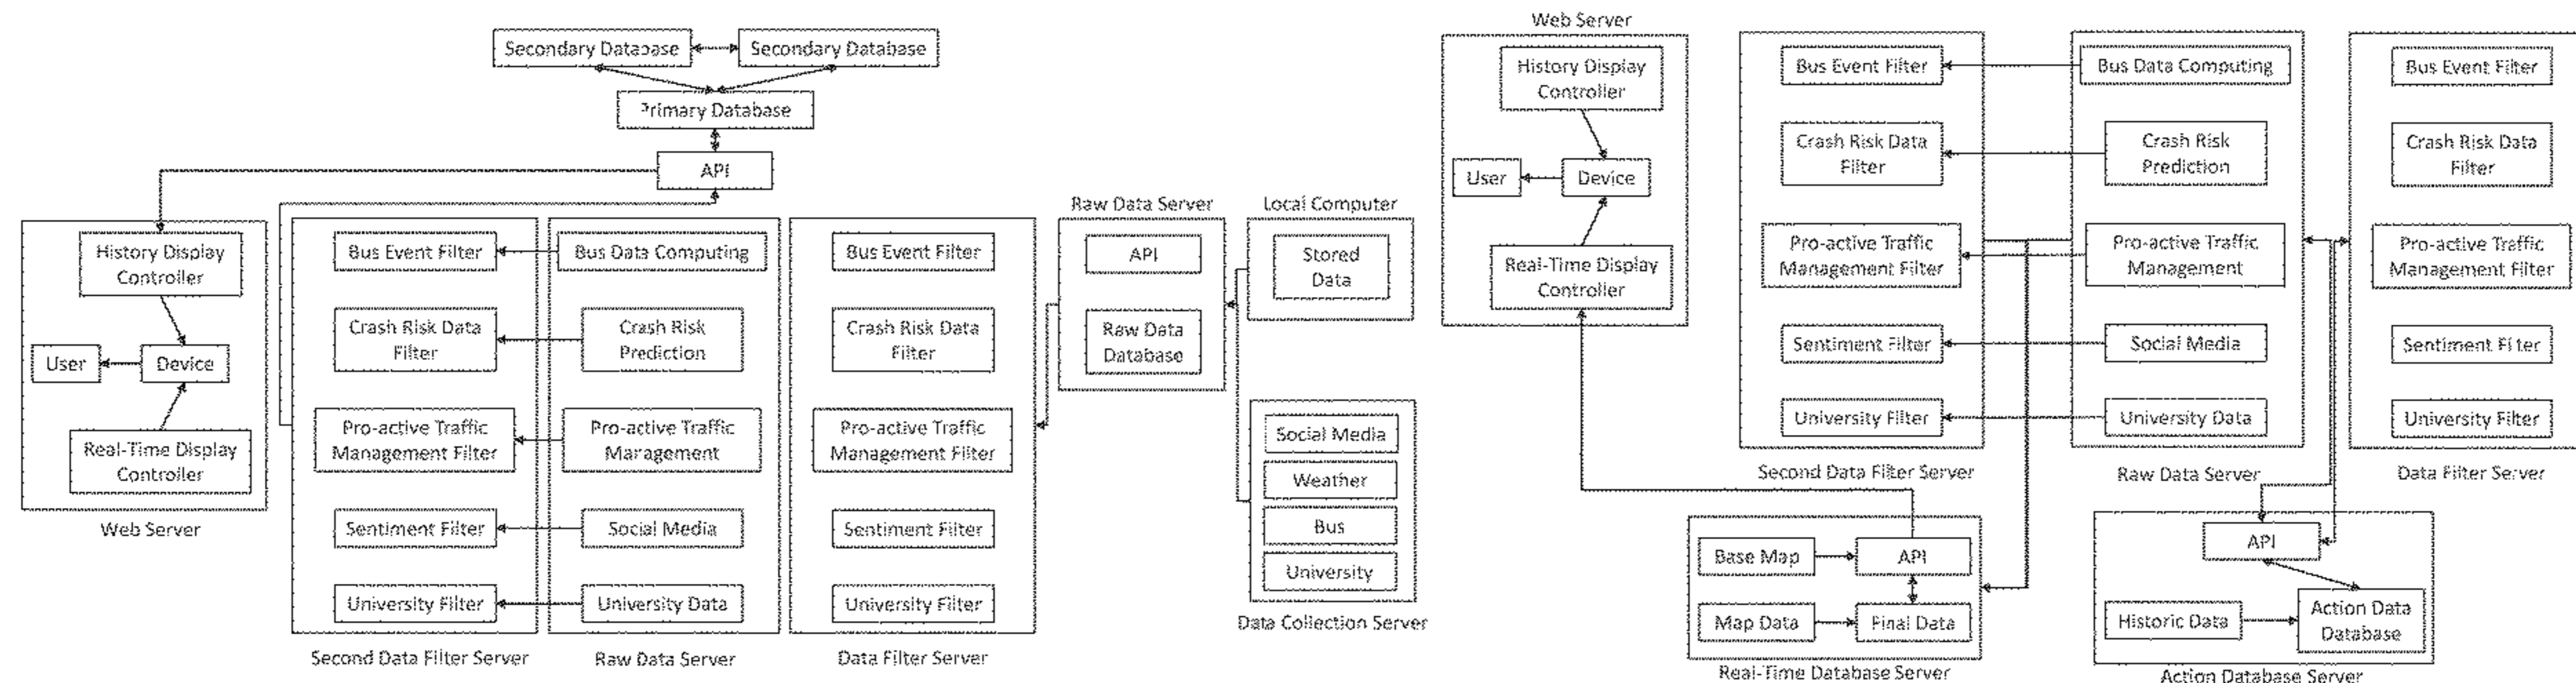 Secondary Database
Secondary Database
Primary Database
API
History Display
Controller
User
Device
Real-Time Display
Controller
Web Server
Bus Event Filter
Crash Risk Data
Filter
Pro-active Traffic
Management Filter
Sentiment Filter
University Filter
Second Data Filter Server
Bus Data Computing
Crash Risk
Prediction
Pro-active Traffic
Management
Social Media
University Data
Raw Data Server
Bus Event Filter
Crash Risk Data
Filter
Pro-active Traffic
Management Filter
Sentiment Filter
University Filter
Data Filter Server
Raw Data Server
API
Raw Data
Database
Local Computer
Stored
Data
Social Media
Weather
Bus
University
Data Collection Server
Web Server
History Display
Controller
User
Device
Real-Time Display
Controller
Bus Event Filter
Crash Risk Data
Filter
Pro-active Traffic
Management Filter
Sentiment Filter
University Filter
Second Data Filter Server
Bus Data Computing
Crash Risk
Prediction
Pro-active Traffic
Management
Social Media
University Data
Raw Data Server
Bus Event Filter
Crash Risk Data
Filter
Pro-active Traffic
Management Filter
Sentiment Filter
University Filter
Data Filter Server
Base Map
API
Map Data
Final Data
Real-Time Database Server
API
Historic Data
Action Data
Database
Action Database Server